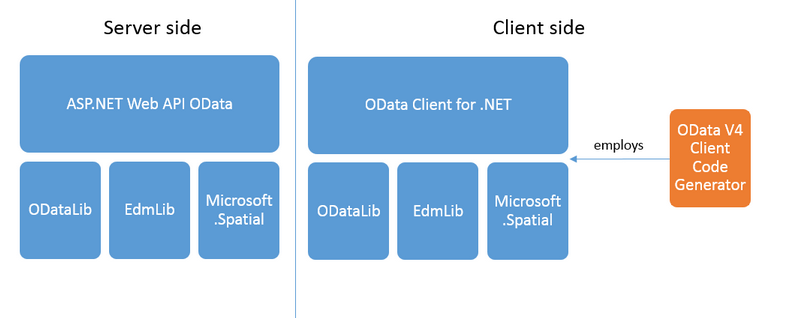 Server side
Client side
ASP.NET Web API OData
OData Client for .NET
employs
OData V4
Client
Code
Generator
ODataLib
EdmLib
Microsoft
.Spatial
ODataLib
EdmLib
Microsoft
.Spatial